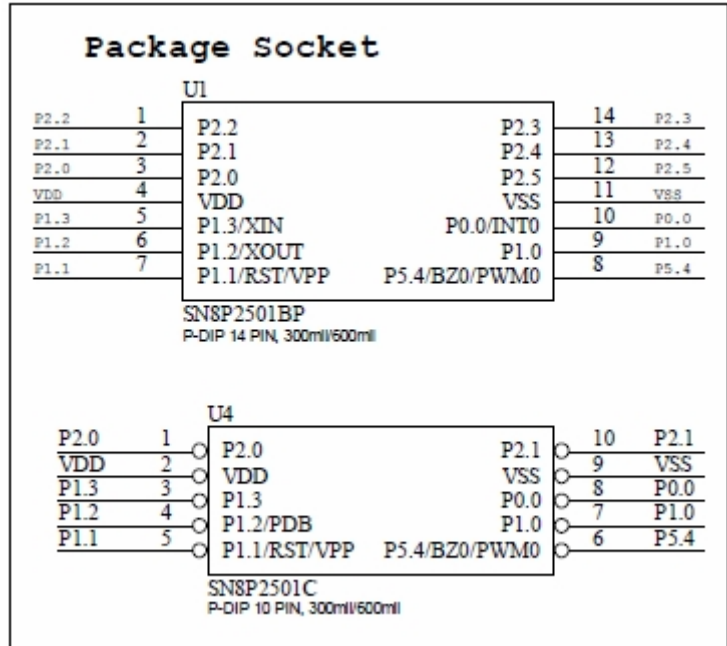 Package Socket
U1
P2.2 1 P2.2 P2.3 14 P2.3
P2.1 2 P2.1 P2.4 13 P2.4
P2.0 3 P2.0 P2.5 12 P2.5
VDD 4 VDD VSS 11 VSS
P1.3 5 P1.3/XIN P0.0/INT0 10 P0.0
P1.2 6 P1.2/XOUT P1.0 9 P1.0
P1.1 7 P1.1/RST/VPP P5.4/BZ0/PWM0 8 P5.4
SN8P2501BP
P-DIP 14 PIN, 300mil/600mil
U4
P2.0 1 P2.0 P2.1 10 P2.1
VDD 2 VDD VSS 9 VSS
P1.3 3 P1.3 P0.0 8 P0.0
P1.2 4 P1.2/PDB P1.0 7 P1.0
P1.1 5 P1.1/RST/VPP P5.4/BZ0/PWM0 6 P5.4
SN8P2501C
P-DIP 10 PIN, 300mil/600mil